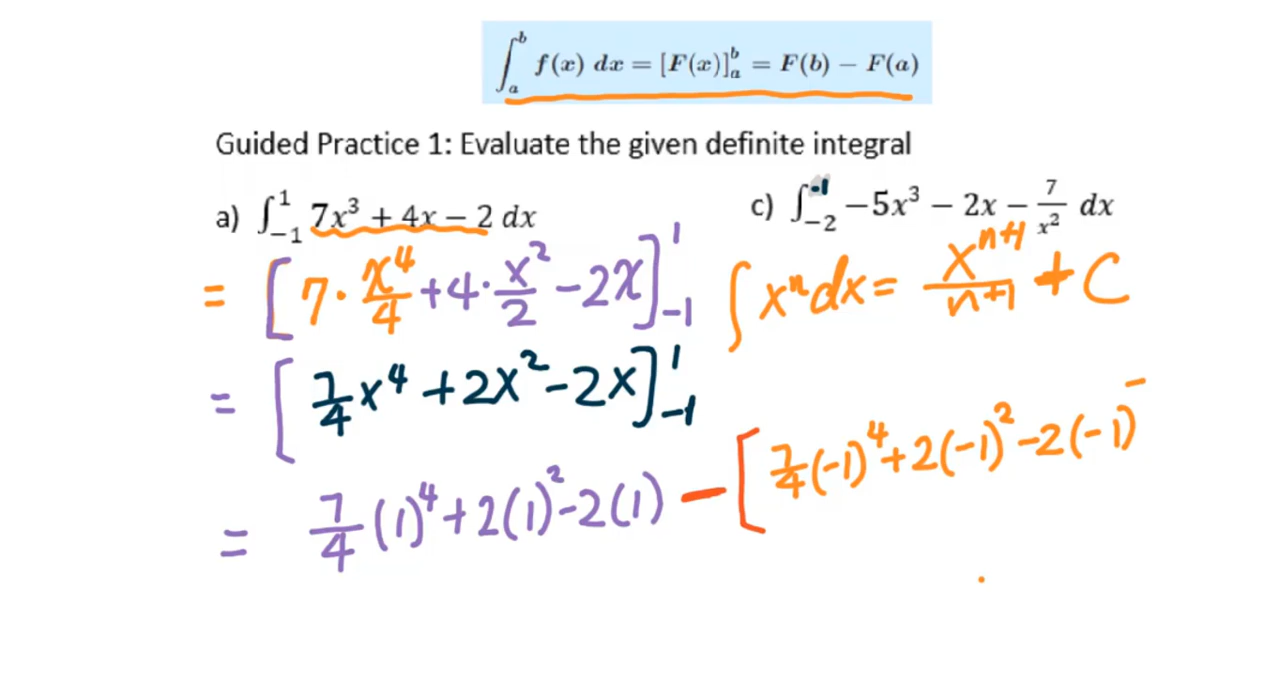 ∫_a^b f(x) dx = [F(x)]_a^b = F(b) − F(a)
Guided Practice 1: Evaluate the given definite integral
a) ∫_{−1}^{1} 7x³ + 4x − 2 dx
c) ∫_{−2}^{-1} −5x³ − 2x − 7/x² dx
= [7 · x⁴/4 + 4 · x²/2 − 2x]_{-1}^{1}
∫ xⁿ dx = x^{n+1}/n+1 + C
= [7/4 x⁴ + 2x² − 2x]_{-1}^{1}
= 7/4 (1)⁴ + 2(1)² − 2(1) − [7/4 (−1)⁴ + 2(−1)² − 2(−1)